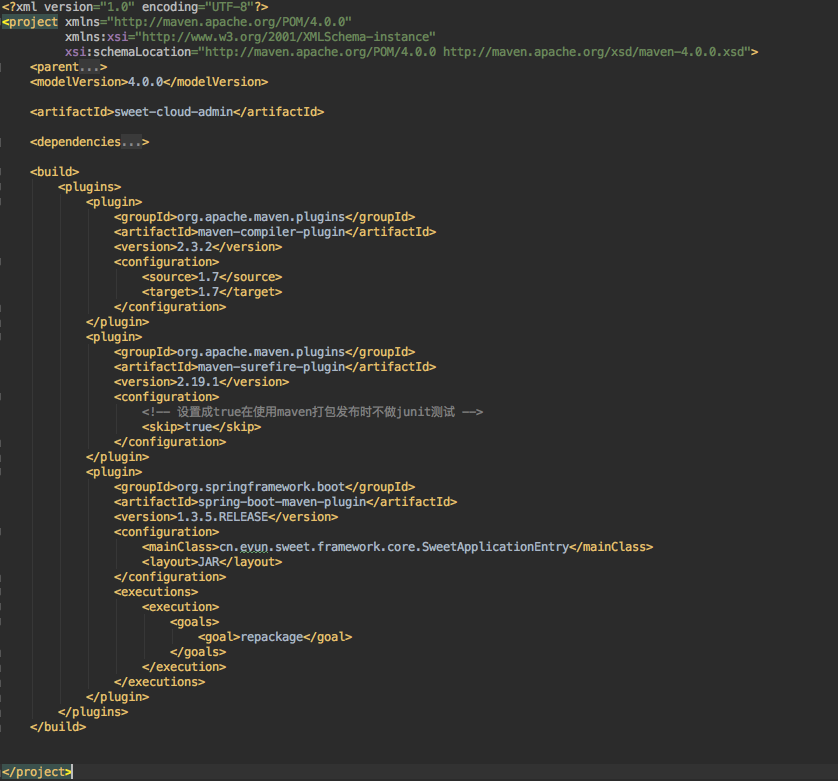 <?xml version="1.0" encoding="UTF-8"?>
<project xmlns="http://maven.apache.org/POM/4.0.0"
xmlns:xsi="http://www.w3.org/2001/XMLSchema-instance"
xsi:schemaLocation="http://maven.apache.org/POM/4.0.0 http://maven.apache.org/xsd/maven-4.0.0.xsd">
<parent...>
<modelVersion>4.0.0</modelVersion>
<artifactId>sweet-cloud-admin</artifactId>
<dependencies...>
<build>
<plugins>
<plugin>
<groupId>org.apache.maven.plugins</groupId>
<artifactId>maven-compiler-plugin</artifactId>
<version>2.3.2</version>
<configuration>
<source>1.7</source>
<target>1.7</target>
</configuration>
</plugin>
<plugin>
<groupId>org.apache.maven.plugins</groupId>
<artifactId>maven-surefire-plugin</artifactId>
<version>2.19.1</version>
<configuration>
<!-- 设置成true在使用maven打包发布时不做junit测试 -->
<skip>true</skip>
</configuration>
</plugin>
<plugin>
<groupId>org.springframework.boot</groupId>
<artifactId>spring-boot-maven-plugin</artifactId>
<version>1.3.5.RELEASE</version>
<configuration>
<mainClass>cn.evun.sweet.framework.core.SweetApplicationEntry</mainClass>
<layout>JAR</layout>
</configuration>
<executions>
<execution>
<goals>
<goal>repackage</goal>
</goals>
</execution>
</executions>
</plugin>
</plugins>
</build>
</project>